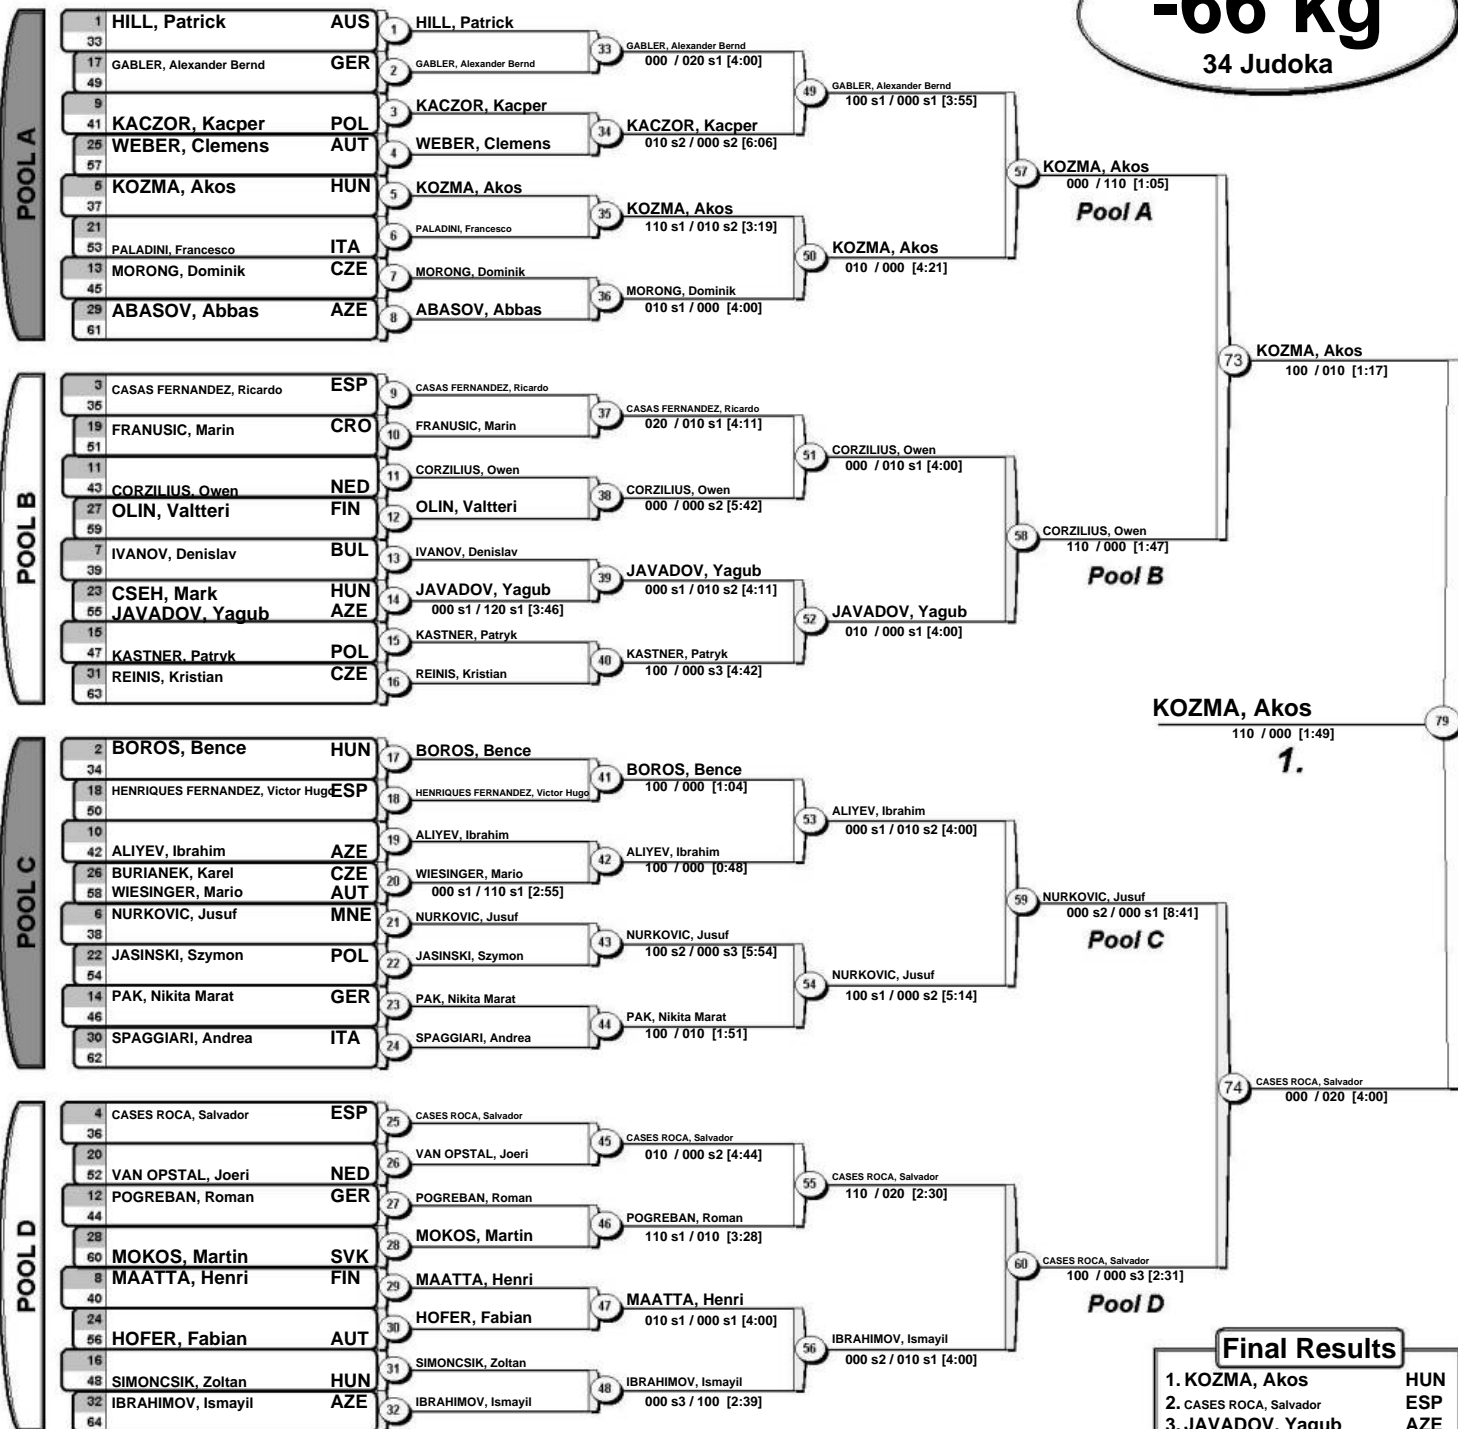 -66 kg
34 Judoka
POOL A
1 HILL, Patrick AUS
33
17 GABLER, Alexander Bernd GER
49
9
41 KACZOR, Kacper POL
25 WEBER, Clemens AUT
57
5 KOZMA, Akos HUN
37
21
53 PALADINI, Francesco ITA
13 MORONG, Dominik CZE
45
29 ABASOV, Abbas AZE
61
1 HILL, Patrick
2 GABLER, Alexander Bernd
3 KACZOR, Kacper
4 WEBER, Clemens
5 KOZMA, Akos
6 PALADINI, Francesco
7 MORONG, Dominik
8 ABASOV, Abbas
33 GABLER, Alexander Bernd
000 / 020 s1 [4:00]
34 KACZOR, Kacper
010 s2 / 000 s2 [6:06]
35 KOZMA, Akos
110 s1 / 010 s2 [3:19]
36 MORONG, Dominik
010 s1 / 000 [4:00]
49 GABLER, Alexander Bernd
100 s1 / 000 s1 [3:55]
50 KOZMA, Akos
010 / 000 [4:21]
57 KOZMA, Akos
000 / 110 [1:05]
Pool A
POOL B
3 CASAS FERNANDEZ, Ricardo ESP
35
19 FRANUSIC, Marin CRO
51
11
43 CORZILIUS, Owen NED
27 OLIN, Valtteri FIN
59
7 IVANOV, Denislav BUL
39
23 CSEH, Mark HUN
55 JAVADOV, Yagub AZE
15
47 KASTNER, Patryk POL
31 REINIS, Kristian CZE
63
9 CASAS FERNANDEZ, Ricardo
10 FRANUSIC, Marin
11 CORZILIUS, Owen
12 OLIN, Valtteri
13 IVANOV, Denislav
14 JAVADOV, Yagub
000 s1 / 120 s1 [3:46]
15 KASTNER, Patryk
16 REINIS, Kristian
37 CASAS FERNANDEZ, Ricardo
020 / 010 s1 [4:11]
38 CORZILIUS, Owen
000 / 000 s2 [5:42]
39 JAVADOV, Yagub
000 s1 / 010 s2 [4:11]
40 KASTNER, Patryk
100 / 000 s3 [4:42]
51 CORZILIUS, Owen
000 / 010 s1 [4:00]
52 JAVADOV, Yagub
010 / 000 s1 [4:00]
58 CORZILIUS, Owen
110 / 000 [1:47]
Pool B
73 KOZMA, Akos
100 / 010 [1:17]
KOZMA, Akos 79
110 / 000 [1:49]
1.
POOL C
2 BOROS, Bence HUN
34
18 HENRIQUES FERNANDEZ, Victor Hugo ESP
50
10
42 ALIYEV, Ibrahim AZE
26 BURIANEK, Karel CZE
58 WIESINGER, Mario AUT
6 NURKOVIC, Jusuf MNE
38
22 JASINSKI, Szymon POL
54
14 PAK, Nikita Marat GER
46
30 SPAGGIARI, Andrea ITA
62
17 BOROS, Bence
18 HENRIQUES FERNANDEZ, Victor Hugo
19 ALIYEV, Ibrahim
20 WIESINGER, Mario
000 s1 / 110 s1 [2:55]
21 NURKOVIC, Jusuf
22 JASINSKI, Szymon
23 PAK, Nikita Marat
24 SPAGGIARI, Andrea
41 BOROS, Bence
100 / 000 [1:04]
42 ALIYEV, Ibrahim
100 / 000 [0:48]
43 NURKOVIC, Jusuf
100 s2 / 000 s3 [5:54]
44 PAK, Nikita Marat
100 / 010 [1:51]
53 ALIYEV, Ibrahim
000 s1 / 010 s2 [4:00]
54 NURKOVIC, Jusuf
100 s1 / 000 s2 [5:14]
59 NURKOVIC, Jusuf
000 s2 / 000 s1 [8:41]
Pool C
POOL D
4 CASES ROCA, Salvador ESP
36
20
52 VAN OPSTAL, Joeri NED
12 POGREBAN, Roman GER
44
28
60 MOKOS, Martin SVK
8 MAATTA, Henri FIN
40
24
56 HOFER, Fabian AUT
16
48 SIMONCSIK, Zoltan HUN
32 IBRAHIMOV, Ismayil AZE
64
25 CASES ROCA, Salvador
26 VAN OPSTAL, Joeri
27 POGREBAN, Roman
28 MOKOS, Martin
29 MAATTA, Henri
30 HOFER, Fabian
31 SIMONCSIK, Zoltan
32 IBRAHIMOV, Ismayil
45 CASES ROCA, Salvador
010 / 000 s2 [4:44]
46 POGREBAN, Roman
110 s1 / 010 [3:28]
47 MAATTA, Henri
010 s1 / 000 s1 [4:00]
48 IBRAHIMOV, Ismayil
000 s3 / 100 [2:39]
55 CASES ROCA, Salvador
110 / 020 [2:30]
56 IBRAHIMOV, Ismayil
000 s2 / 010 s1 [4:00]
60 CASES ROCA, Salvador
100 / 000 s3 [2:31]
Pool D
74 CASES ROCA, Salvador
000 / 020 [4:00]
Final Results
1. KOZMA, Akos HUN
2. CASES ROCA, Salvador ESP
3. JAVADOV, Yagub AZE